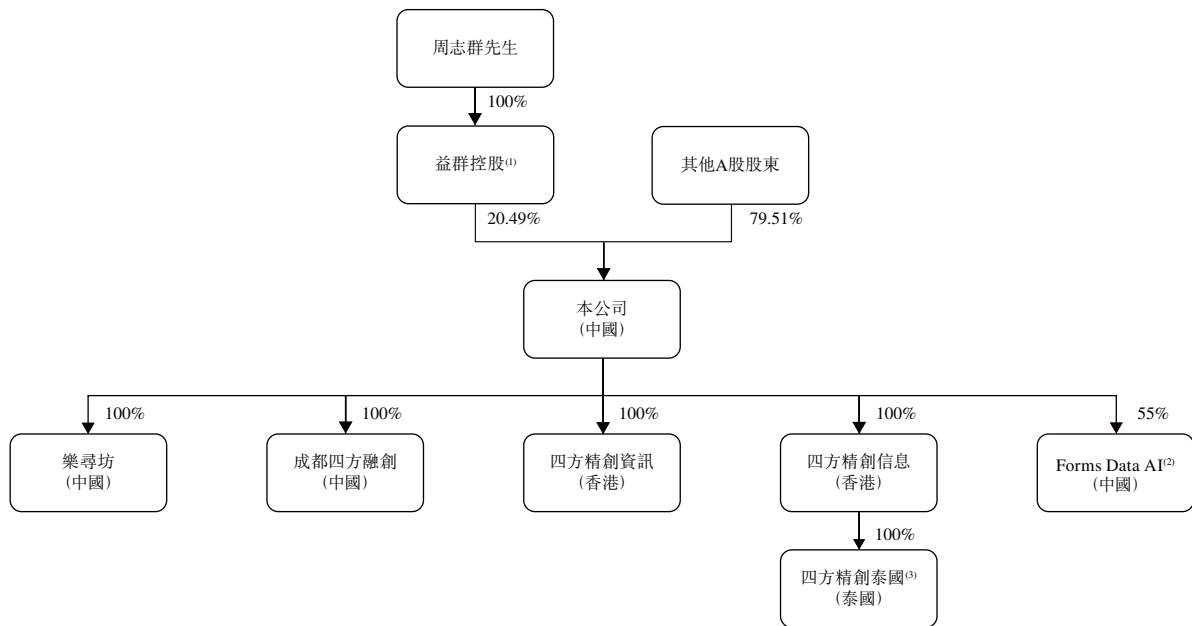 周志群先生
100%
益群控股(1)
其他A股股東
20.49%
79.51%
本公司
(中國)
100%
100%
100%
100%
55%
樂尋坊
(中國)
成都四方融創
(中國)
四方精創資訊
(香港)
四方精創信息
(香港)
Forms Data AI(2)
(中國)
100%
四方精創泰國(3)
(泰國)